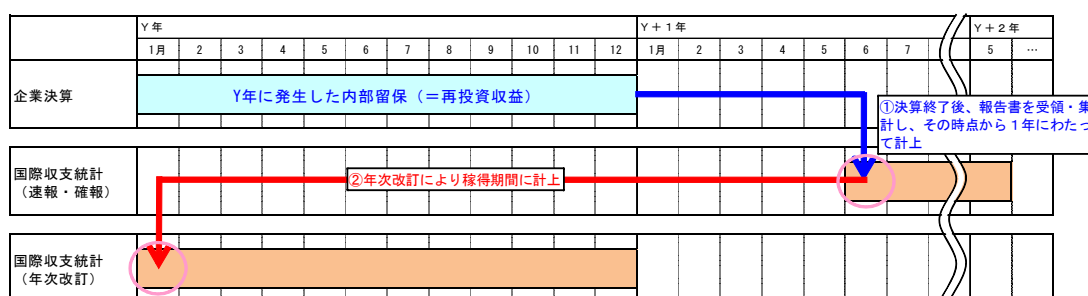 Y年 Y+1年 Y+2年
1月 2 3 4 5 6 7 8 9 10 11 12 1月 2 3 4 5 6 7 5 …
企業決算
Y年に発生した内部留保（＝再投資収益）
①決算終了後、報告書を受領・集
計し、その時点から1年にわたっ
て計上
国際収支統計
（速報・確報）
②年次改訂により稼得期間に計上
国際収支統計
（年次改訂）